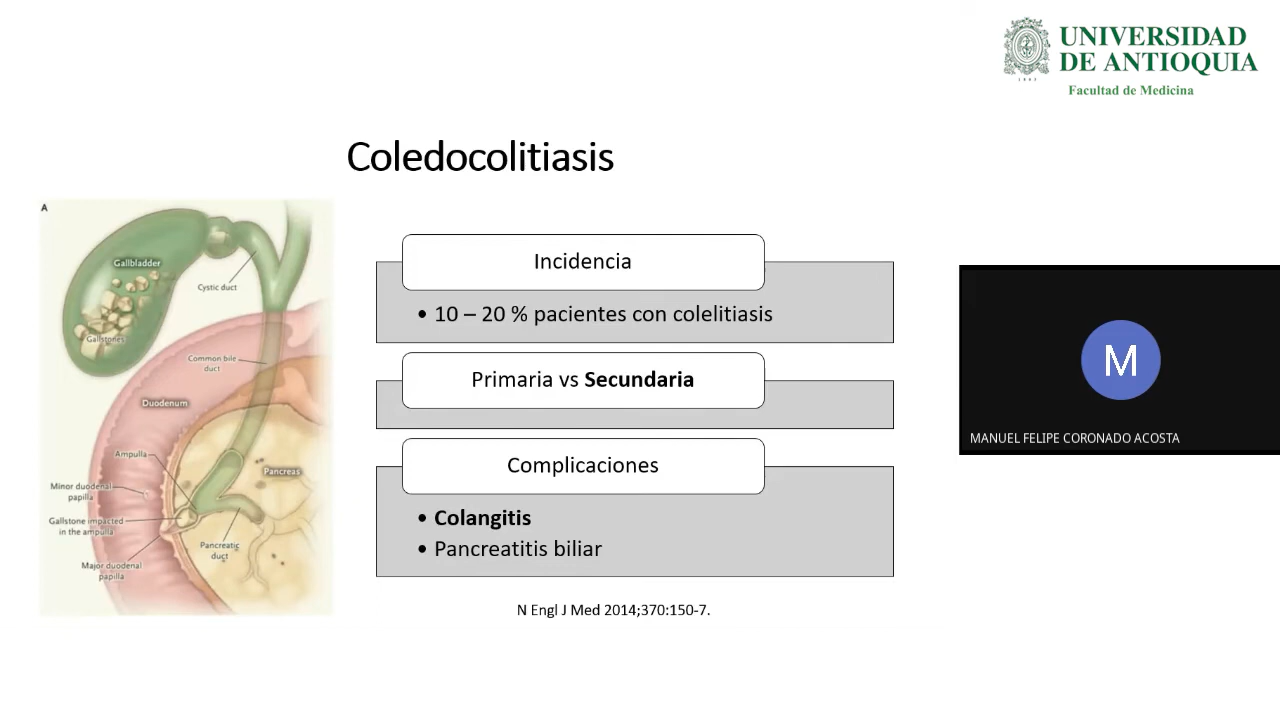 UNIVERSIDAD
DE ANTIOQUIA
1803
Facultad de Medicina
Coledocolitiasis
A
Gallbladder
Cystic duct
Gallstones
Common bile
duct
Duodenum
Ampulla
Pancreas
Minor duodenal
papilla
Gallstone impacted
in the ampulla
Pancreatic
duct
Major duodenal
papilla
Incidencia
• 10 – 20 % pacientes con colelitiasis
Primaria vs Secundaria
Complicaciones
• Colangitis
• Pancreatitis biliar
N Engl J Med 2014;370:150-7.
M
MANUEL FELIPE CORONADO ACOSTA